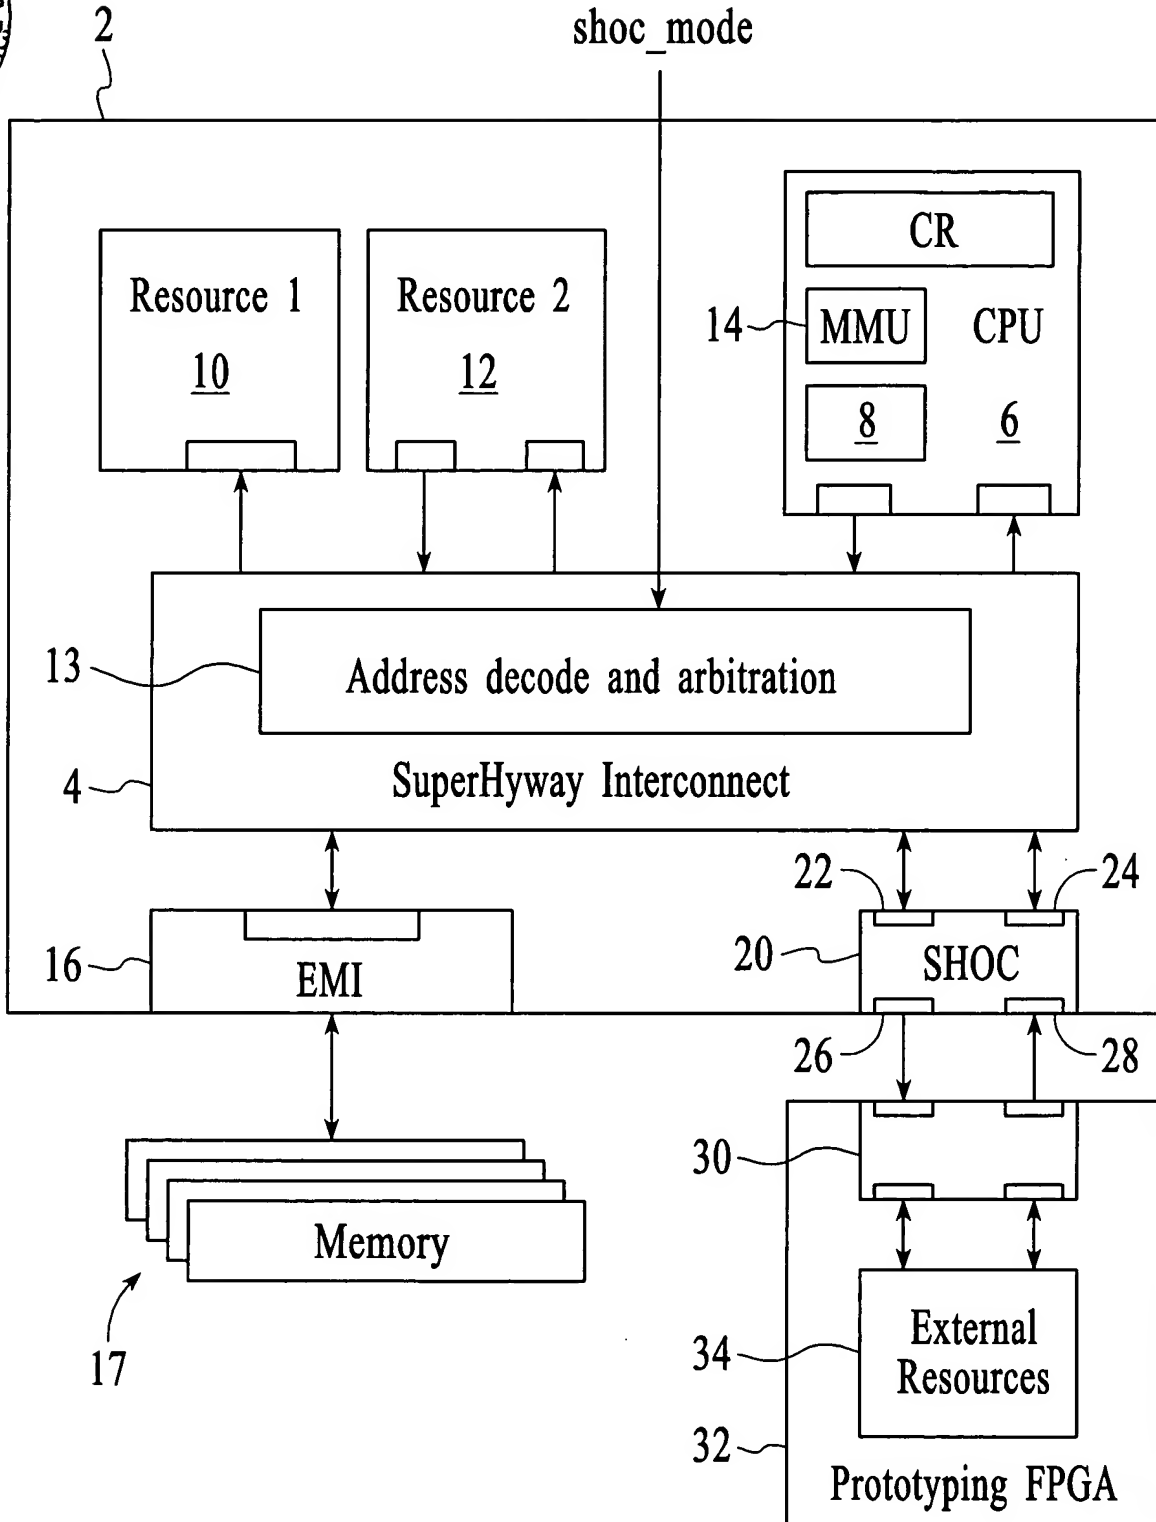 2
shoc_mode
CR
Resource 1
Resource 2
14
MMU
CPU
10
12
8
6
13
Address decode and arbitration
4
SuperHyway Interconnect
22
24
16
EMI
20
SHOC
26
28
30
Memory
17
34
External
Resources
32
Prototyping FPGA